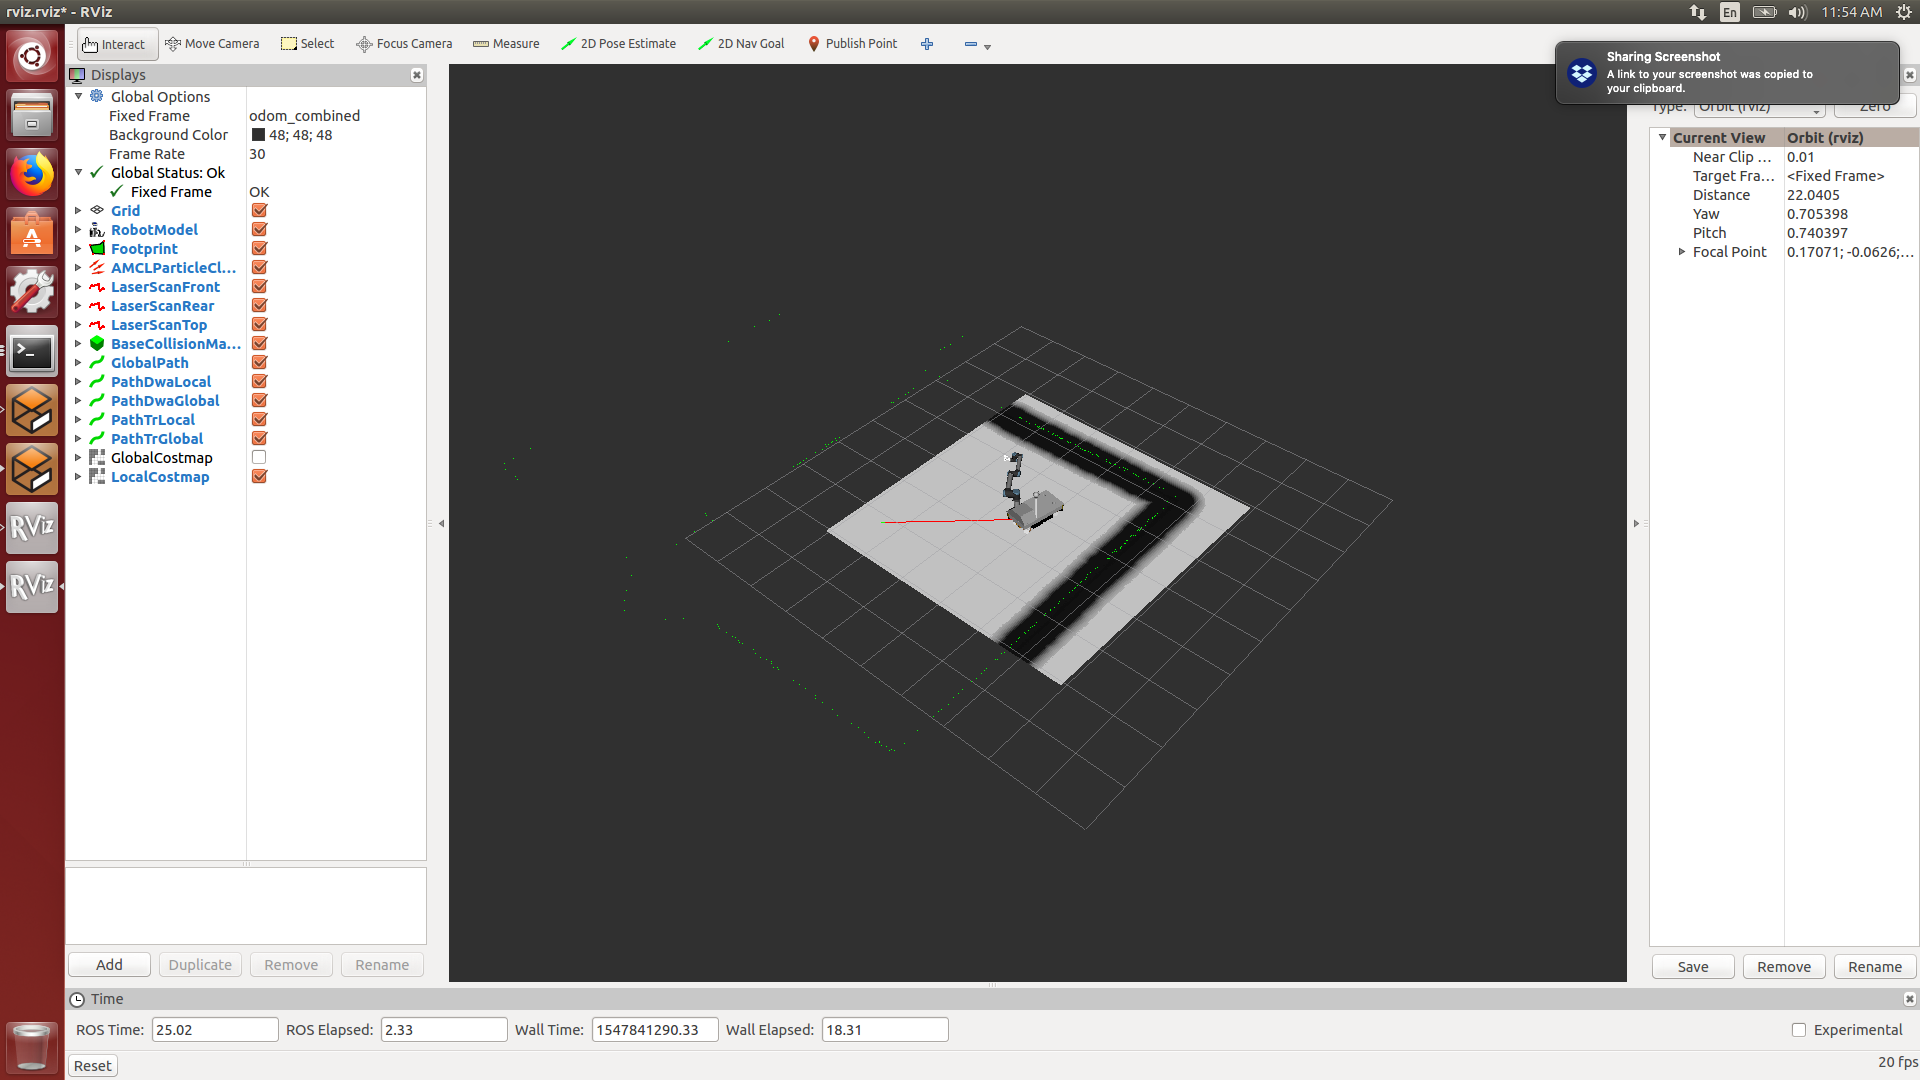 rviz.rviz* - RViz
En
11:54 AM
Interact
Move Camera
Select
Focus Camera
Measure
2D Pose Estimate
2D Nav Goal
Publish Point
Sharing Screenshot
A link to your screenshot was copied to
your clipboard.
Displays
Global Options
Fixed Frame odom_combined
Background Color 48; 48; 48
Frame Rate 30
Global Status: Ok
Fixed Frame OK
Grid
RobotModel
Footprint
AMCLParticleCl...
LaserScanFront
LaserScanRear
LaserScanTop
BaseCollisionMa...
GlobalPath
PathDwaLocal
PathDwaGlobal
PathTrLocal
PathTrGlobal
GlobalCostmap
LocalCostmap
Add Duplicate Remove Rename
Type: Orbit (rviz) Zero
Current View Orbit (rviz)
Near Clip ... 0.01
Target Fra... <Fixed Frame>
Distance 22.0405
Yaw 0.705398
Pitch 0.740397
Focal Point 0.17071; -0.0626;...
Save Remove Rename
RViz
RViz
Time
ROS Time: 25.02 ROS Elapsed: 2.33 Wall Time: 1547841290.33 Wall Elapsed: 18.31 Experimental
Reset 20 fps